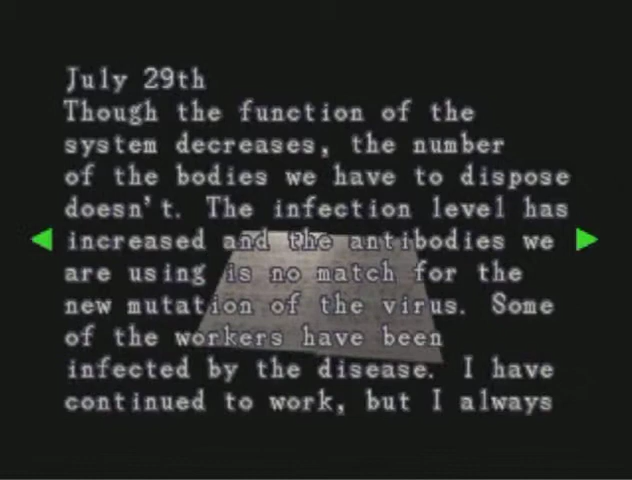 July 29th
Though the function of the
system decreases, the number
of the bodies we have to dispose
doesn't. The infection level has
increased and the antibodies we
are using is no match for the
new mutation of the virus. Some
of the workers have been
infected by the disease. I have
continued to work, but I always